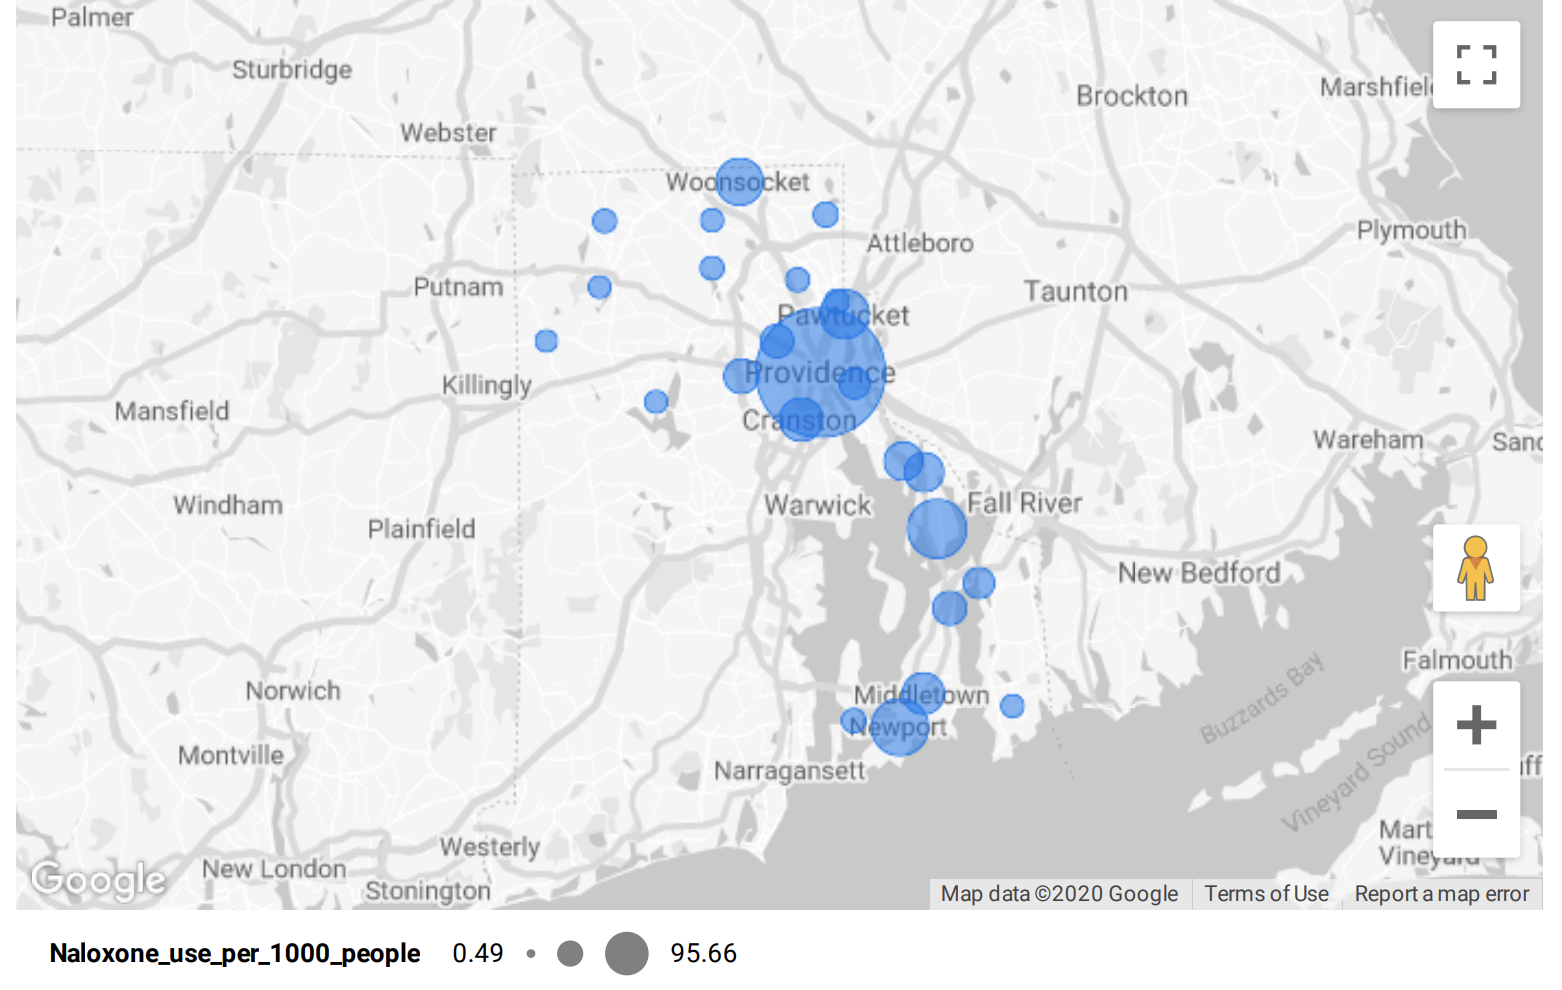 Palmer
Sturbridge
Brockton
Marshfiel
Webster
Woonsocket
Plymouth
Attleboro
Putnam
Taunton
Pawtucket
Providence
Killingly
Mansfield
Cranston
Wareham
Sand
Windham
Warwick
Fall River
Plainfield
New Bedford
Falmouth
Norwich
Middletown
Buzzards Bay
Newport
Montville
Narragansett
Vineyard Sound
uff
Mart
Vineyard
Westerly
New London
Stonington
Google
Map data ©2020 Google
Terms of Use
Report a map error
Naloxone_use_per_1000_people 0.49 95.66